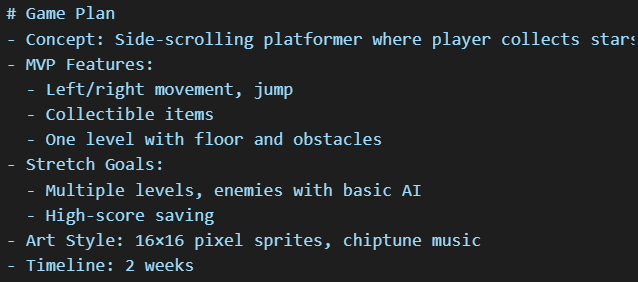 # Game Plan
- Concept: Side-scrolling platformer where player collects stars
- MVP Features:
  - Left/right movement, jump
  - Collectible items
  - One level with floor and obstacles
- Stretch Goals:
  - Multiple levels, enemies with basic AI
  - High-score saving
- Art Style: 16×16 pixel sprites, chiptune music
- Timeline: 2 weeks